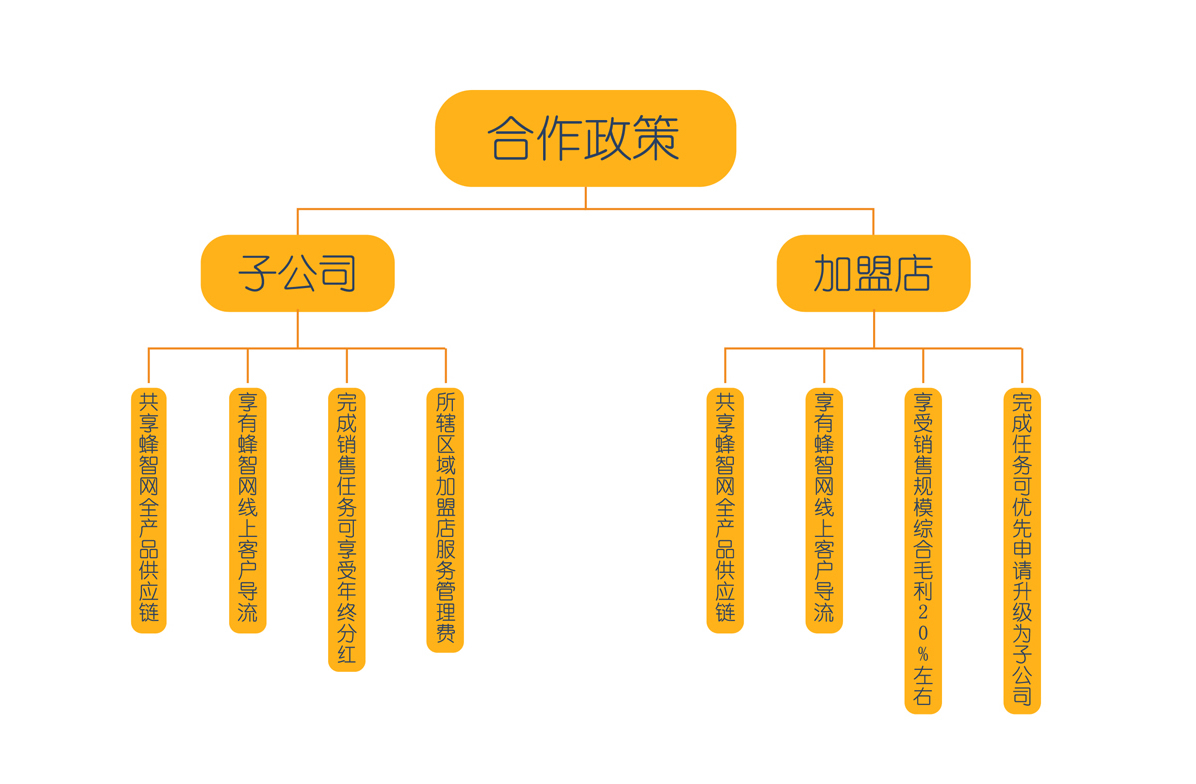 合作政策
子公司
加盟店
共享蜂智网全产品供应链
享有蜂智网线上客户导流
完成销售任务可享受年终分红
所辖区域加盟店服务管理费
共享蜂智网全产品供应链
享有蜂智网线上客户导流
享受销售规模综合毛利20%左右
完成任务可优先申请升级为子公司